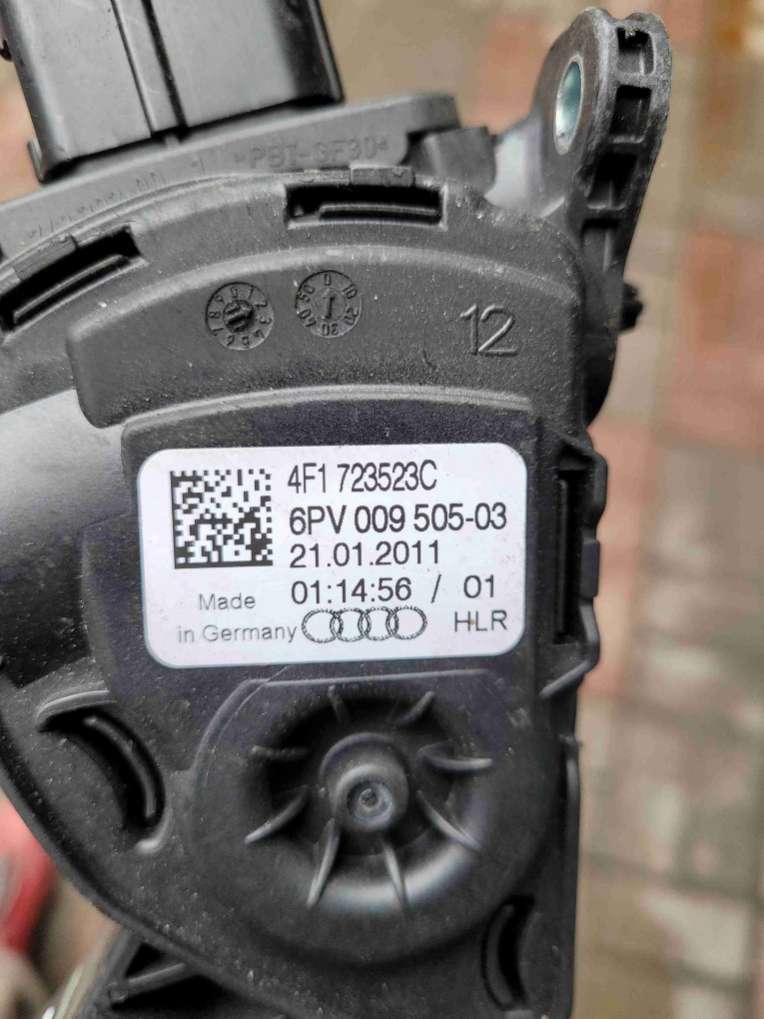 >PBT-GF30<
12
4F1 723523C
6PV 009 505-03
21.01.2011
01:14:56 / 01
Made
in Germany
HLR